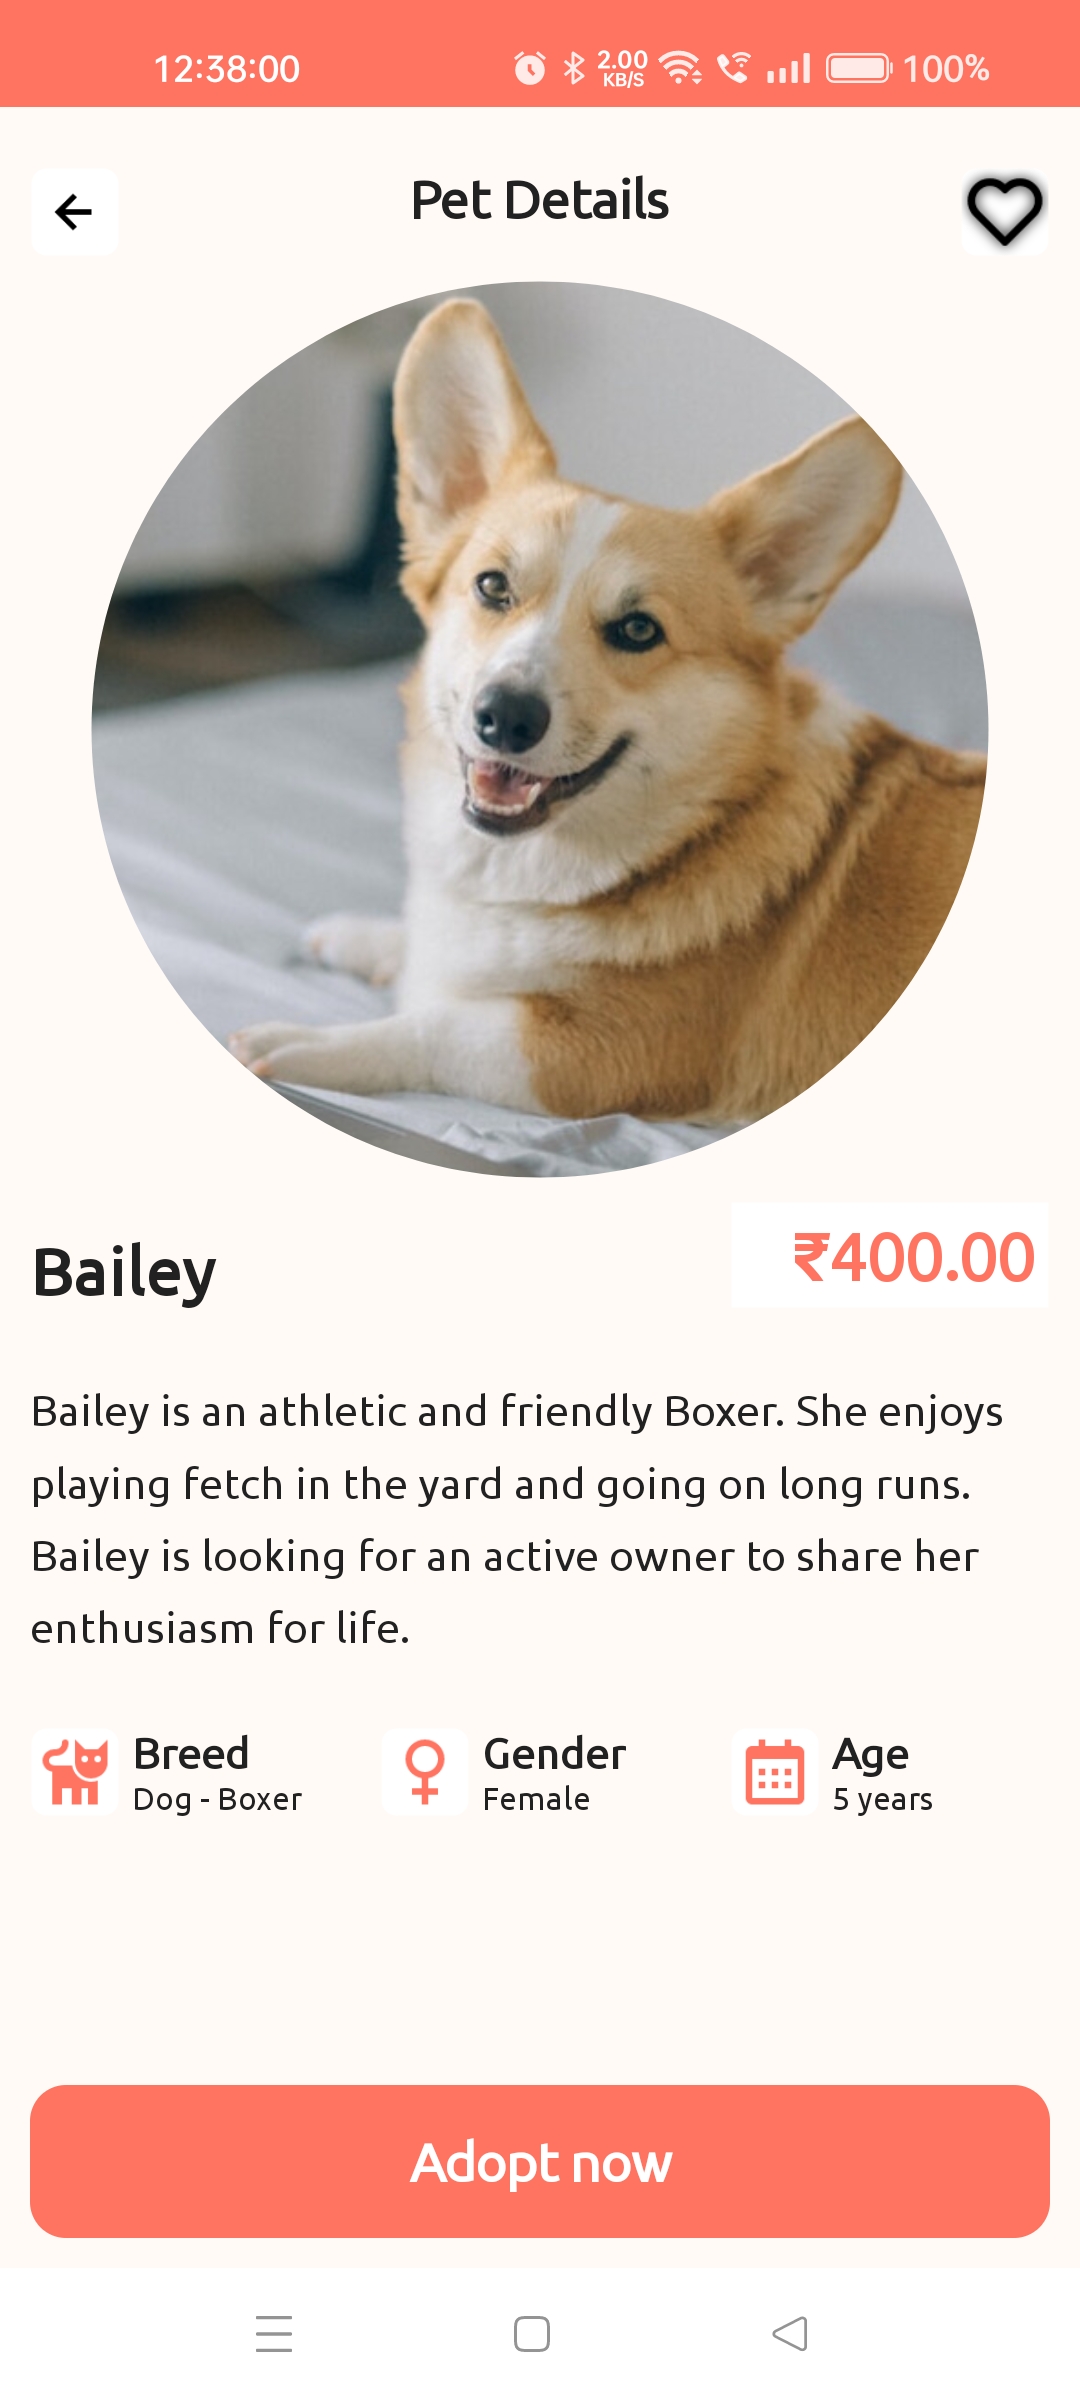 12:38:00
2.00
KB/S
100%
Pet Details
Bailey
₹400.00
Bailey is an athletic and friendly Boxer. She enjoys
playing fetch in the yard and going on long runs.
Bailey is looking for an active owner to share her
enthusiasm for life.
Breed
Dog - Boxer
Gender
Female
Age
5 years
Adopt now